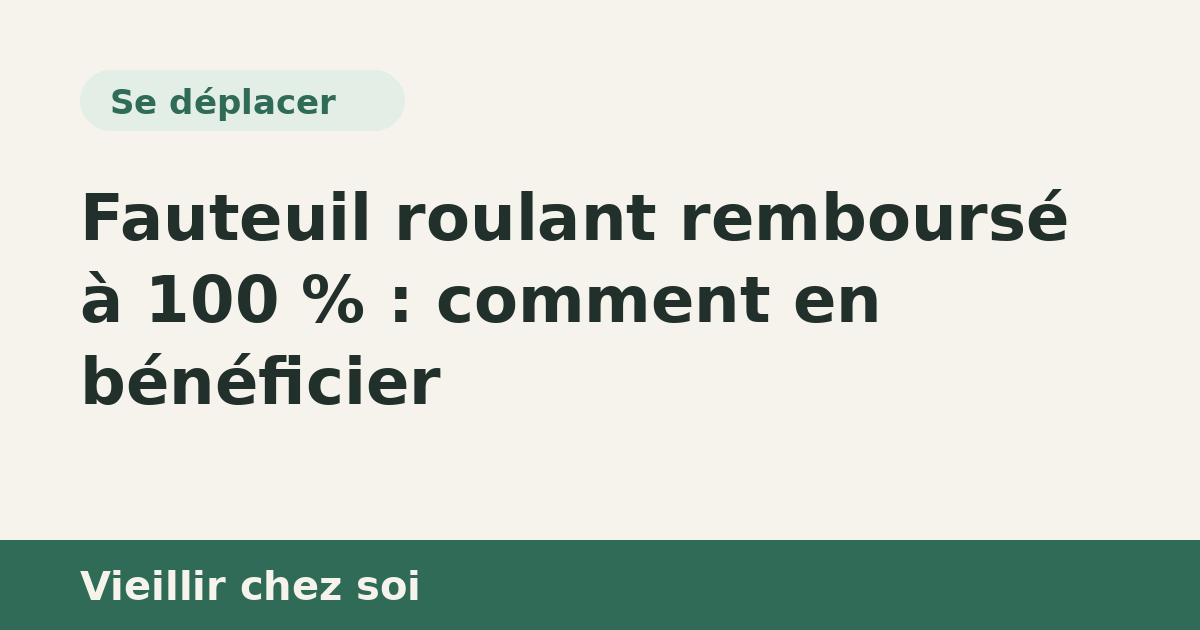 Se déplacer
Fauteuil roulant remboursé
à 100 % : comment en
bénéficier
Vieillir chez soi